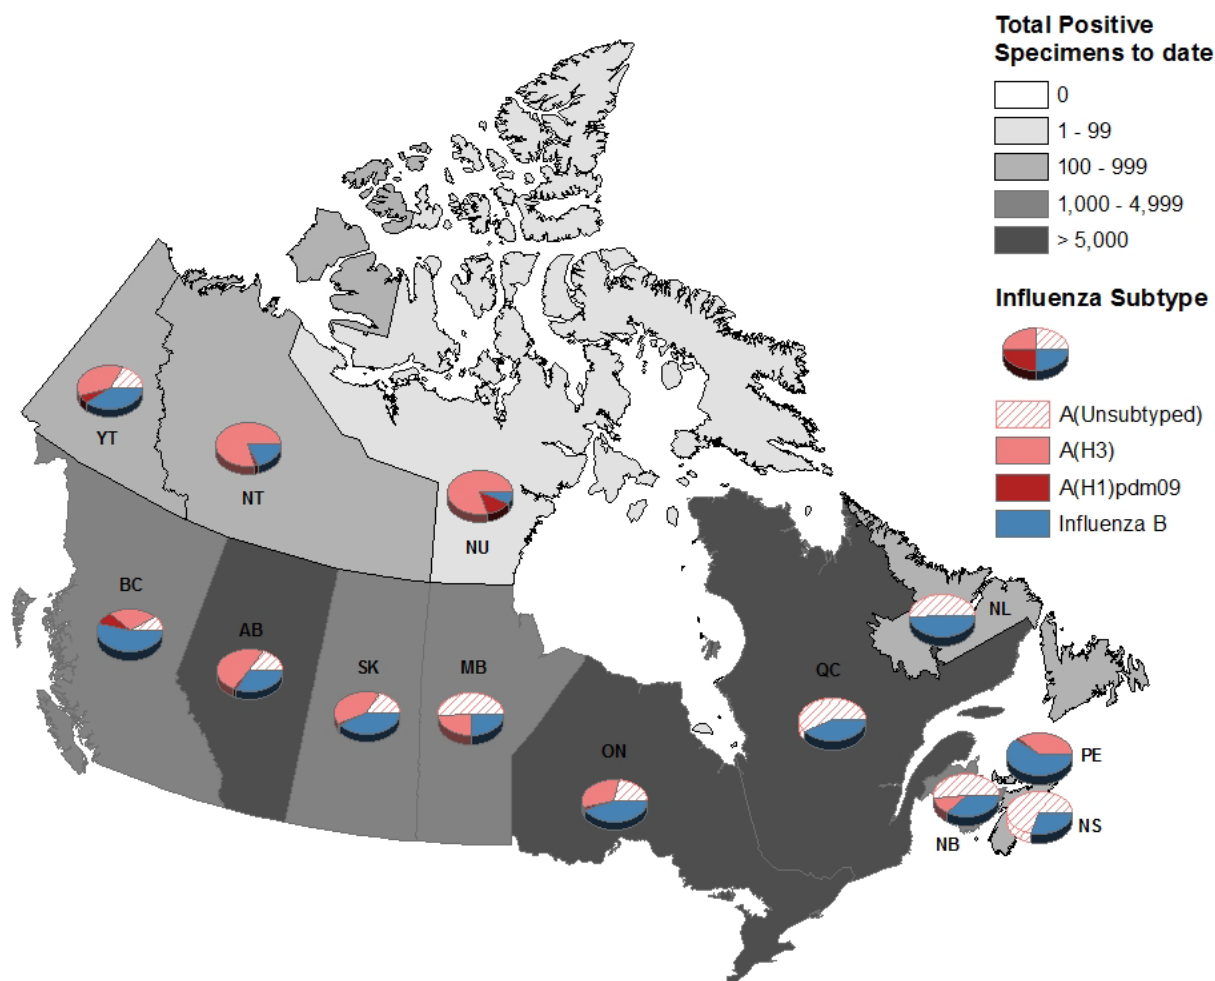 Total Positive
Specimens to date
0
1 - 99
100 - 999
1,000 - 4,999
> 5,000
Influenza Subtype
A(Unsubtyped)
A(H3)
A(H1)pdm09
Influenza B
YT
NT
NU
BC
AB
SK
MB
ON
QC
NL
PE
NB
NS